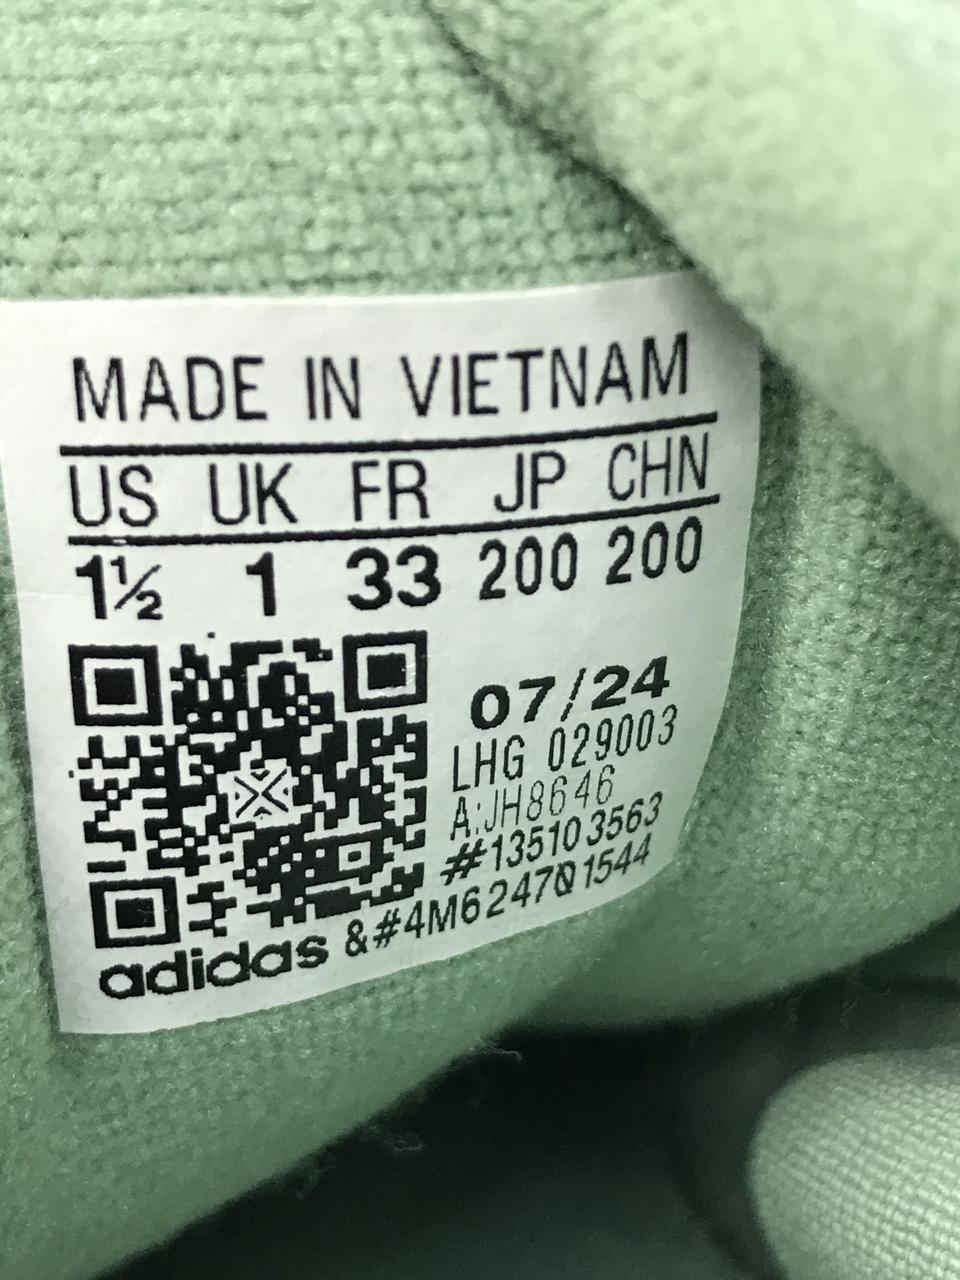 MADE IN VIETNAM
US UK FR JP CHN
1½ 1 33 200 200
07/24
LHG 029003
A:JH8646
#135103563
adidas &#4M624701544